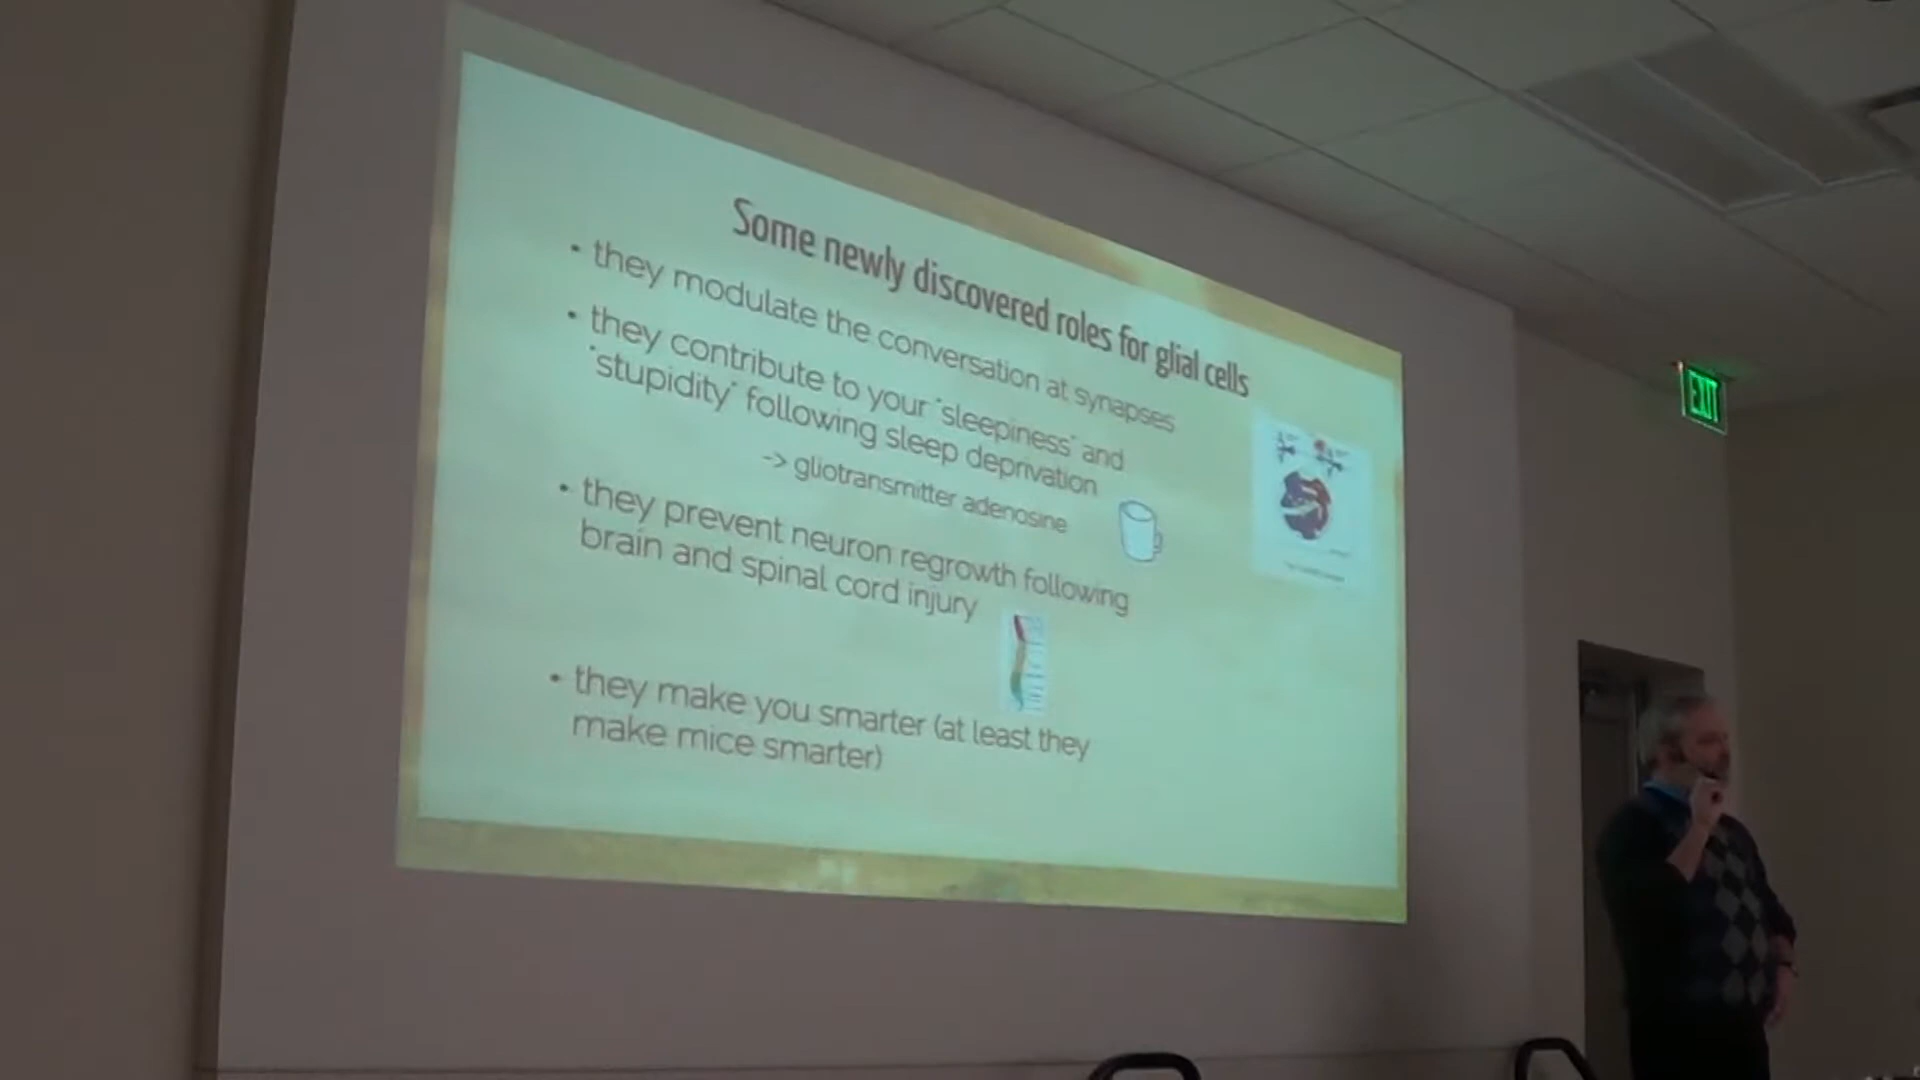 Some newly discovered roles for glial cells
• they modulate the conversation at synapses
• they contribute to your "sleepiness" and
"stupidity" following sleep deprivation
-> gliotransmitter adenosine
• they prevent neuron regrowth following
brain and spinal cord injury
• they make you smarter (at least they
make mice smarter)
EXIT